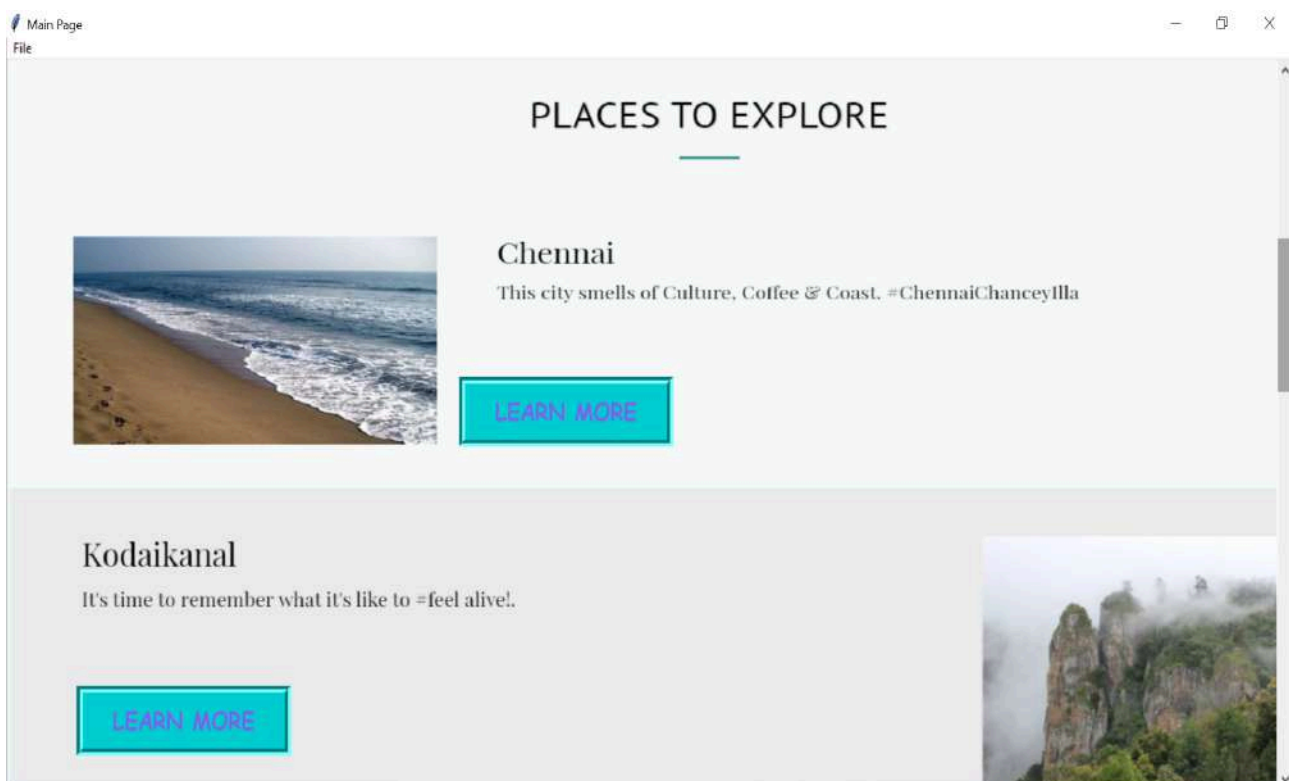 Main Page
File
PLACES TO EXPLORE
Chennai
This city smells of Culture, Coffee & Coast. #ChennaiChanceyIlla
LEARN MORE
Kodaikanal
It's time to remember what it's like to #feel alive!.
LEARN MORE